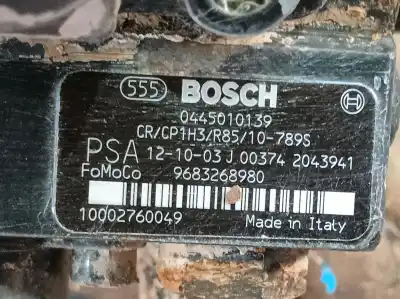 555 BOSCH
0445010139
CR/CP1H3/R85/10-789S
PSA 12-10-03 J 00374 2043941
FoMoCo 9683268980
10002760049 Made in Italy